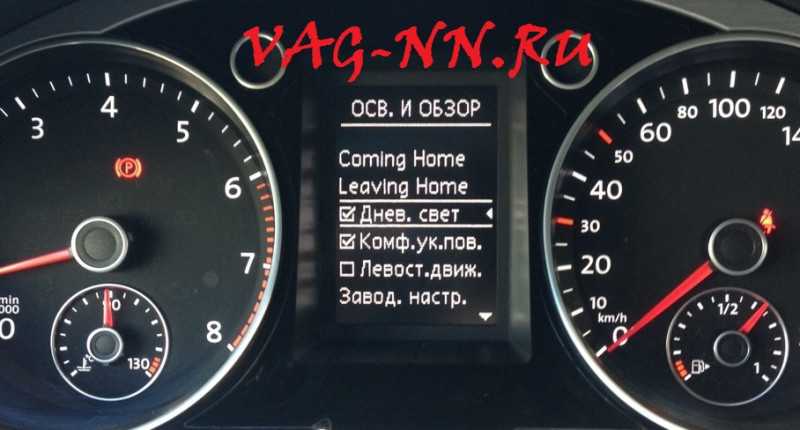 VAG-NN.RU
ОСВ. И ОБЗОР
Coming Home
Leaving Home
Днев. свет
Комф.ук.пов.
Левост.движ.
Завод. настр.
3
4
5
6
7
8
P
min
000
0
90
°C
130
0
10
20
30
40
50
60
80
100
120
14
km/h
1/2
1